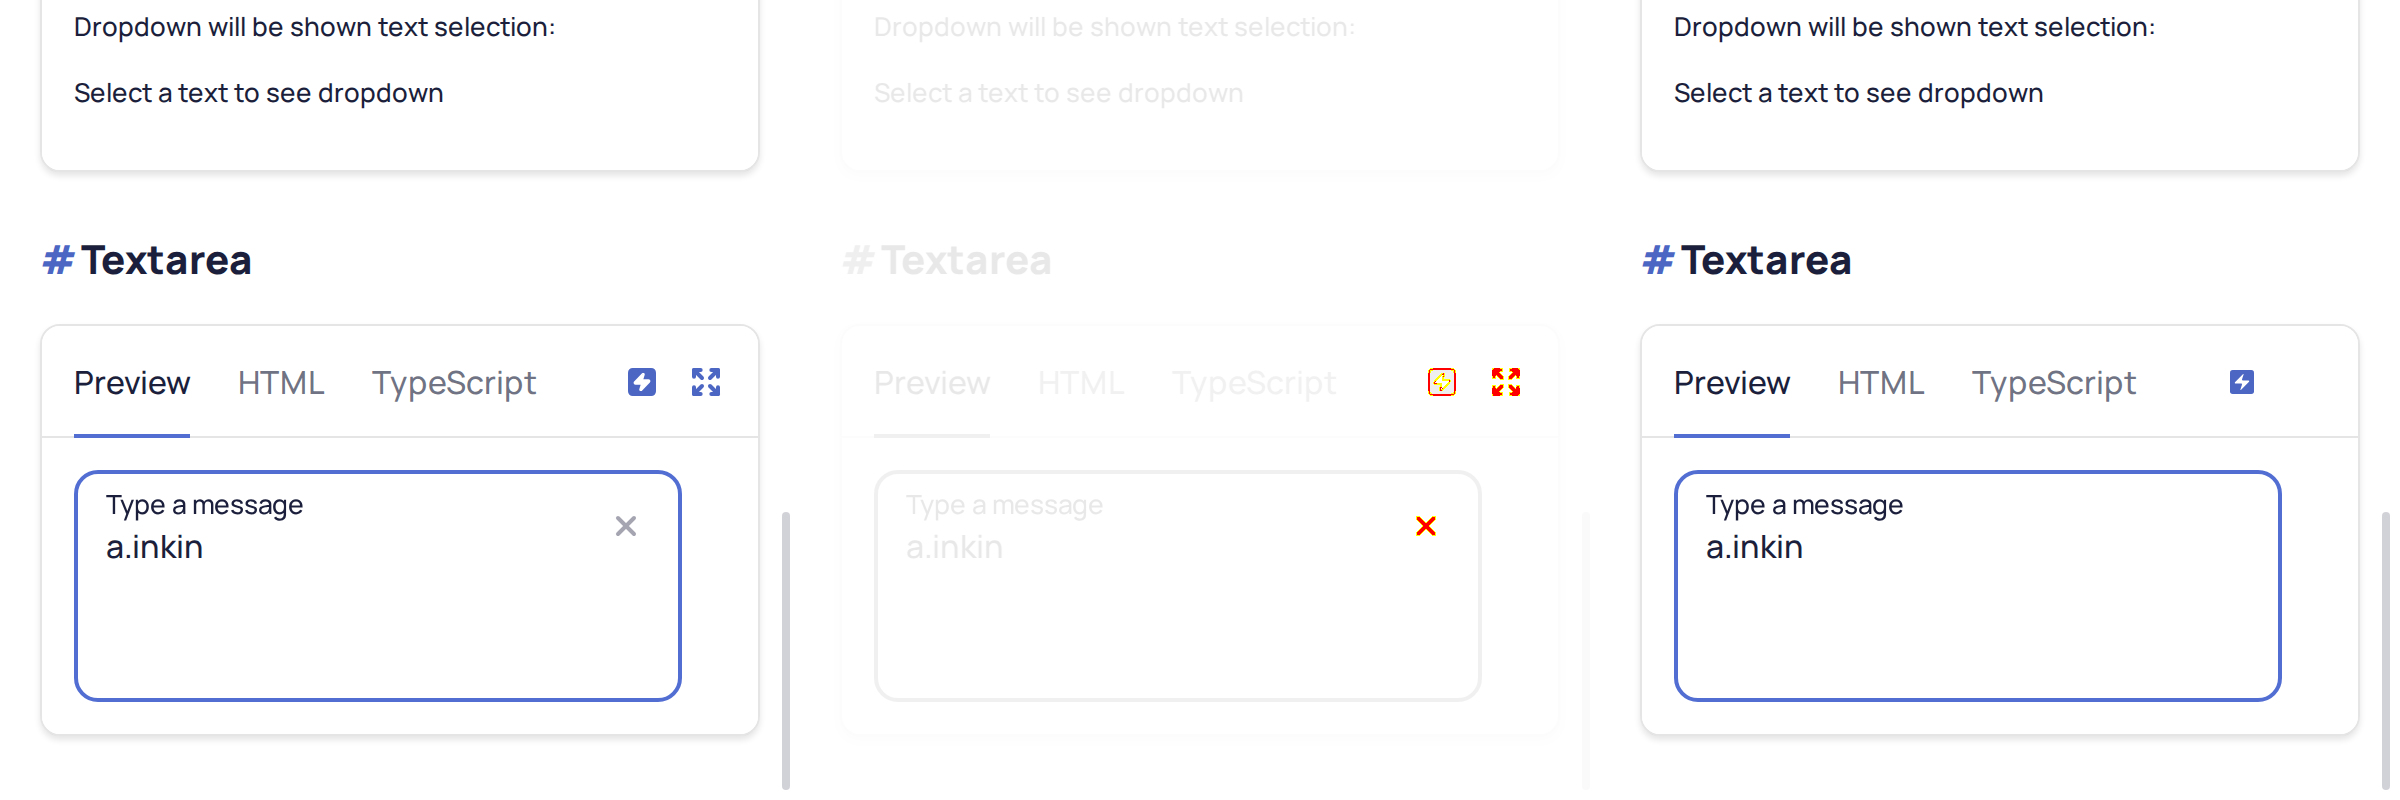 Dropdown will be shown text selection:
Select a text to see dropdown
# Textarea
Preview HTML TypeScript
Type a message
a.inkin
Dropdown will be shown text selection:
Select a text to see dropdown
# Textarea
Preview HTML TypeScript
Type a message
a.inkin
Dropdown will be shown text selection:
Select a text to see dropdown
# Textarea
Preview HTML TypeScript
Type a message
a.inkin